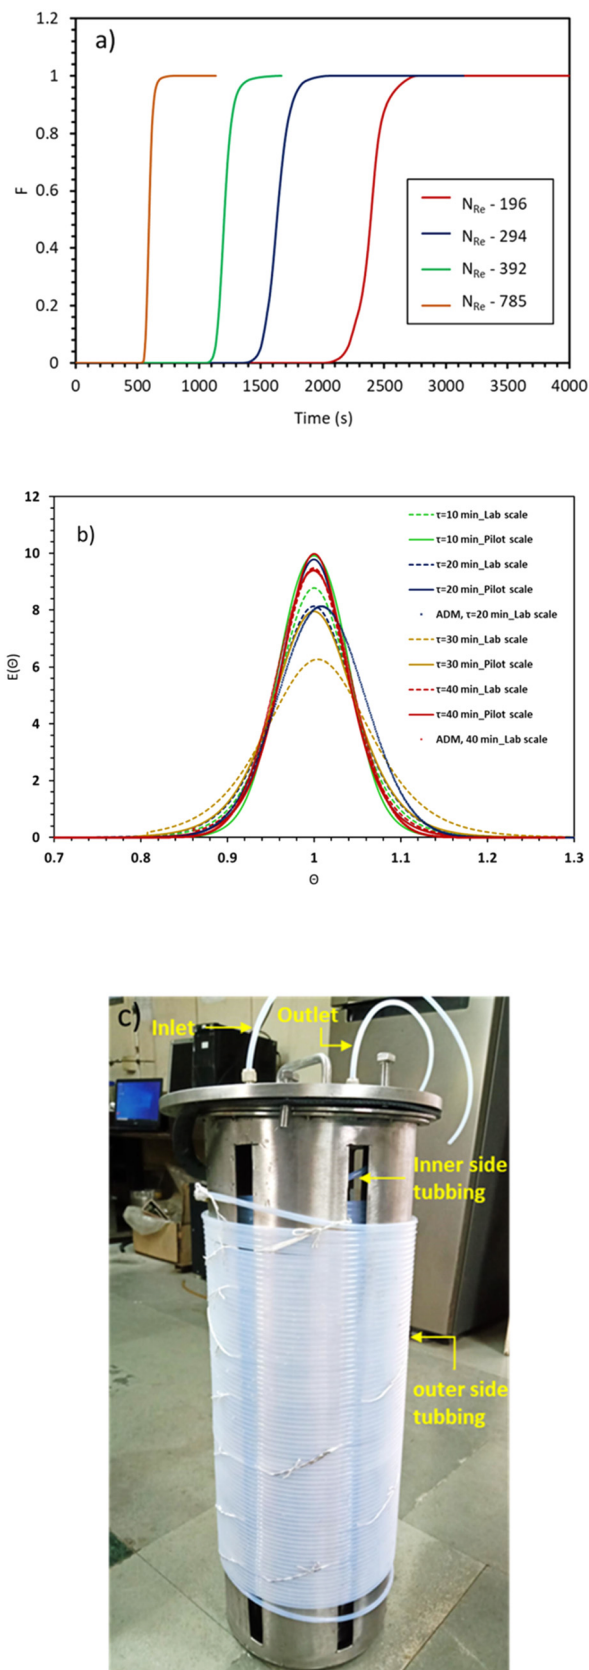 a)
1.2
1
0.8
0.6
0.4
0.2
0
F
N_Re - 196
N_Re - 294
N_Re - 392
N_Re - 785
0 500 1000 1500 2000 2500 3000 3500 4000
Time (s)
b)
12
10
8
6
4
2
0
E(Θ)
τ=10 min_Lab scale
τ=10 min_Pilot scale
τ=20 min_Lab scale
τ=20 min_Pilot scale
ADM, τ=20 min_Lab scale
τ=30 min_Lab scale
τ=30 min_Pilot scale
τ=40 min_Lab scale
τ=40 min_Pilot scale
ADM, 40 min_Lab scale
0.7 0.8 0.9 1 1.1 1.2 1.3
Θ
c)
Inlet
Outlet
Inner side
tubbing
outer side
tubbing